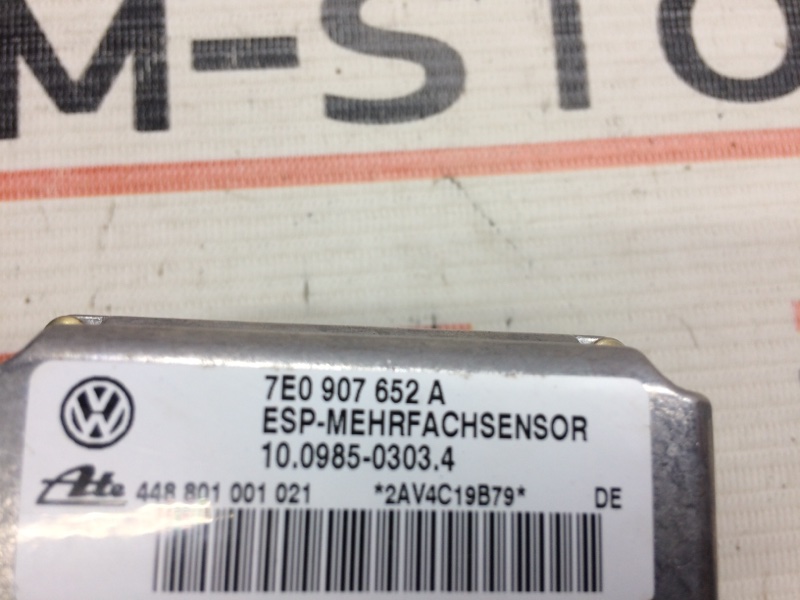 M-STO
7E0 907 652 A
ESP-MEHRFACHSENSOR
10.0985-0303.4
Ate 448 801 001 021 *2AV4C19B79* DE